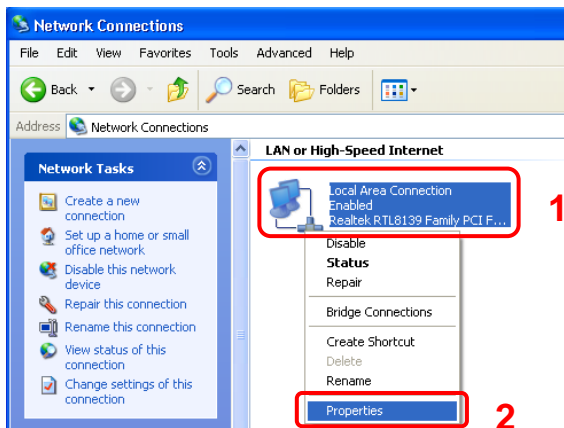 Network Connections
File Edit View Favorites Tools Advanced Help
Back Search Folders
Address Network Connections
Network Tasks
Create a new
connection
Set up a home or small
office network
Disable this network
device
Repair this connection
Rename this connection
View status of this
connection
Change settings of this
connection
LAN or High-Speed Internet
Local Area Connection
Enabled
Realtek RTL8139 Family PCI F...
1
Disable
Status
Repair
Bridge Connections
Create Shortcut
Delete
Rename
Properties
2